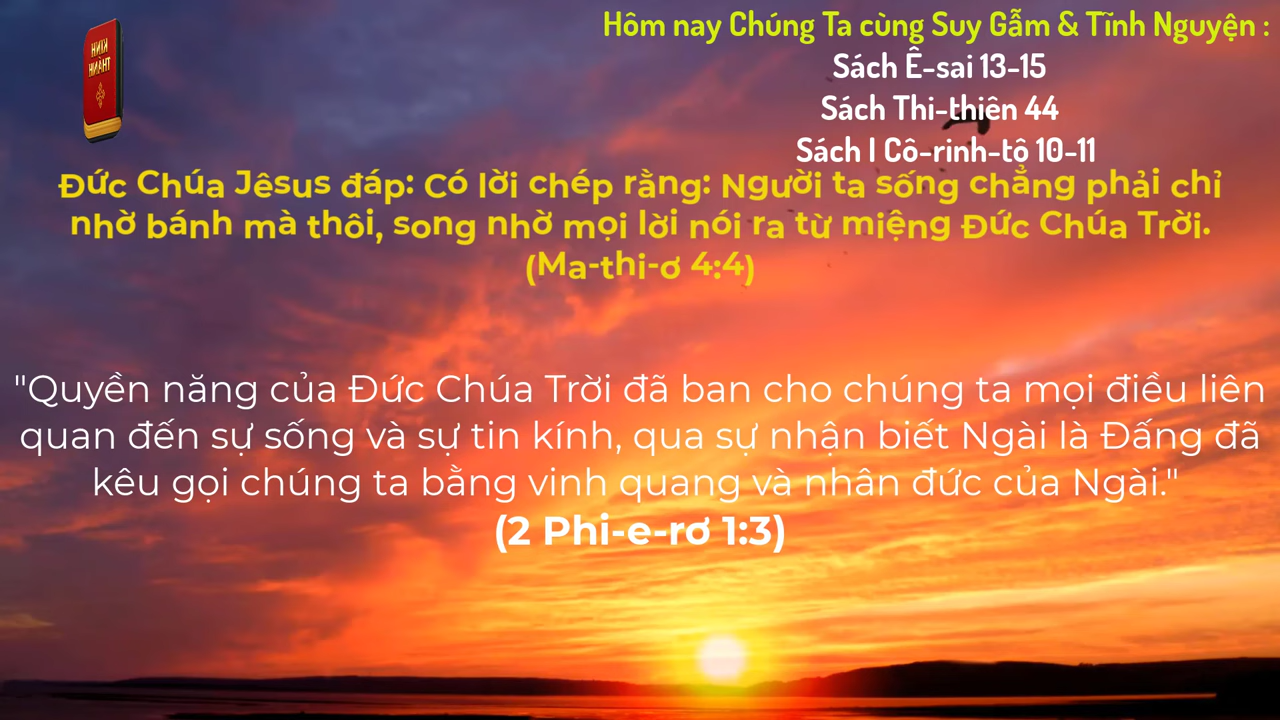 KINH
THÁNH
Hôm nay Chúng Ta cùng Suy Gẫm & Tĩnh Nguyện :
Sách Ê-sai 13-15
Sách Thi-thiên 44
Sách I Cô-rinh-tô 10-11
Đức Chúa Jêsus đáp: Có lời chép rằng: Người ta sống chẳng phải chỉ
nhờ bánh mà thôi, song nhờ mọi lời nói ra từ miệng Đức Chúa Trời.
(Ma-thi-ơ 4:4)
"Quyền năng của Đức Chúa Trời đã ban cho chúng ta mọi điều liên
quan đến sự sống và sự tin kính, qua sự nhận biết Ngài là Đấng đã
kêu gọi chúng ta bằng vinh quang và nhân đức của Ngài."
(2 Phi-e-rơ 1:3)